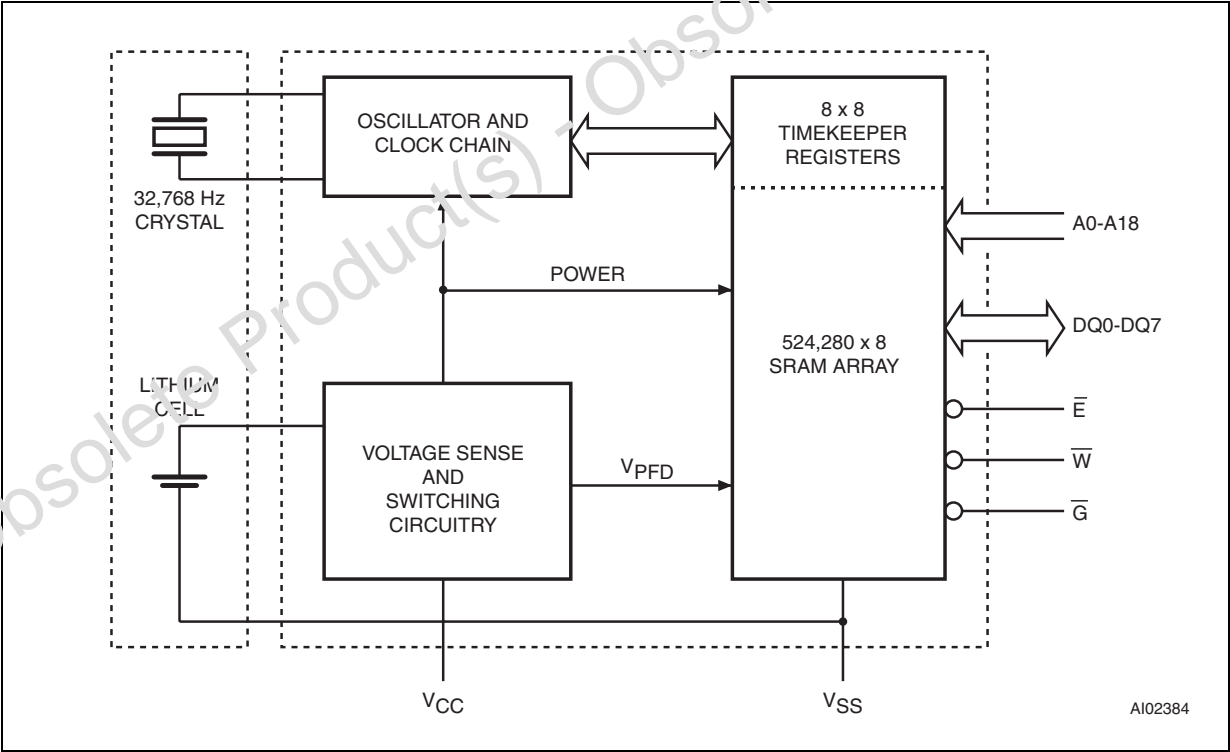 OSCILLATOR AND
CLOCK CHAIN
8 x 8
TIMEKEEPER
REGISTERS
32,768 Hz
CRYSTAL
A0-A18
POWER
DQ0-DQ7
524,280 x 8
SRAM ARRAY
LITHIUM
CELL
E̅
VOLTAGE SENSE
AND
SWITCHING
CIRCUITRY
VPFD
W̅
G̅
VCC
VSS
AI02384
Obsolete Product(s) - Obsol